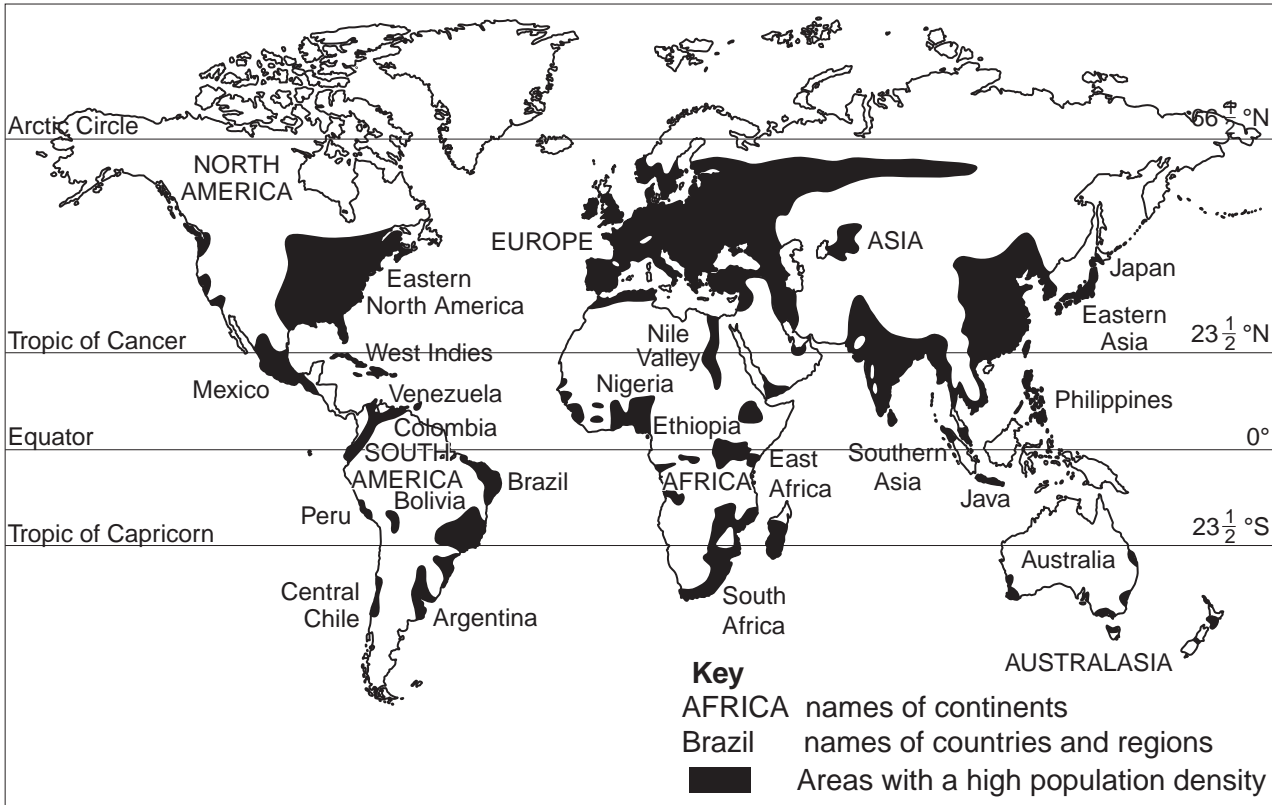 Arctic Circle
°N
NORTH
AMERICA
EUROPE
ASIA
Eastern
North America
Japan
Eastern
Asia
Tropic of Cancer
23 1/2 °N
West Indies
Nile
Valley
Mexico
Venezuela
Nigeria
Philippines
Colombia
Ethiopia
Equator
0°
SOUTH
AMERICA
Bolivia
Brazil
AFRICA
East
Africa
Southern
Asia
Java
Peru
Tropic of Capricorn
23 1/2 °S
Australia
Central
Chile
Argentina
South
Africa
AUSTRALASIA
Key
AFRICA names of continents
Brazil names of countries and regions
Areas with a high population density